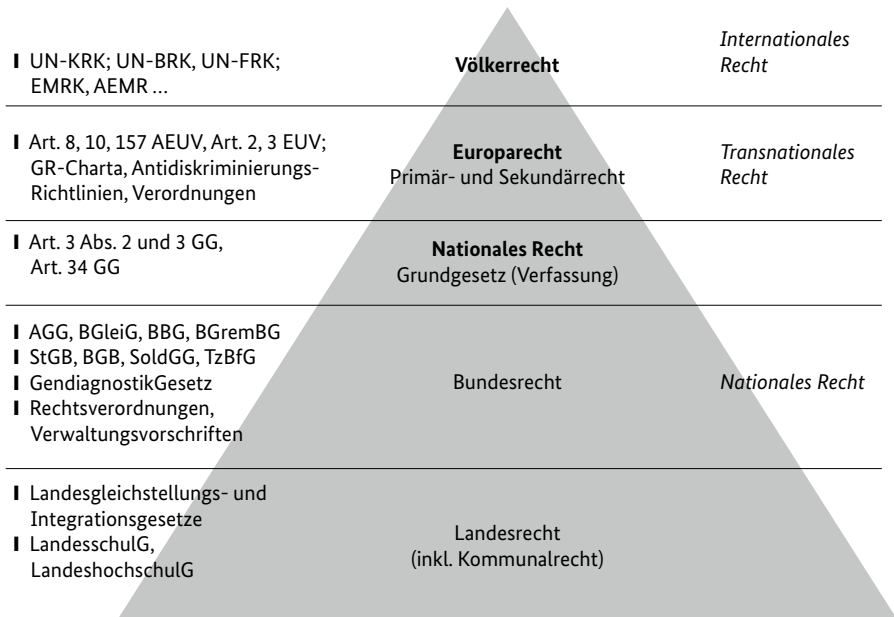 ❙ UN-KRK; UN-BRK, UN-FRK;
EMRK, AEMR …
Völkerrecht
Internationales
Recht
❙ Art. 8, 10, 157 AEUV, Art. 2, 3 EUV;
GR-Charta, Antidiskriminierungs-
Richtlinien, Verordnungen
Europarecht
Primär- und Sekundärrecht
Transnationales
Recht
❙ Art. 3 Abs. 2 und 3 GG,
Art. 34 GG
Nationales Recht
Grundgesetz (Verfassung)
❙ AGG, BGleiG, BBG, BGremBG
❙ StGB, BGB, SoldGG, TzBfG
❙ GendiagnostikGesetz
❙ Rechtsverordnungen,
Verwaltungsvorschriften
Bundesrecht
Nationales Recht
❙ Landesgleichstellungs- und
Integrationsgesetze
❙ LandesschulG,
LandeshochschulG
Landesrecht
(inkl. Kommunalrecht)